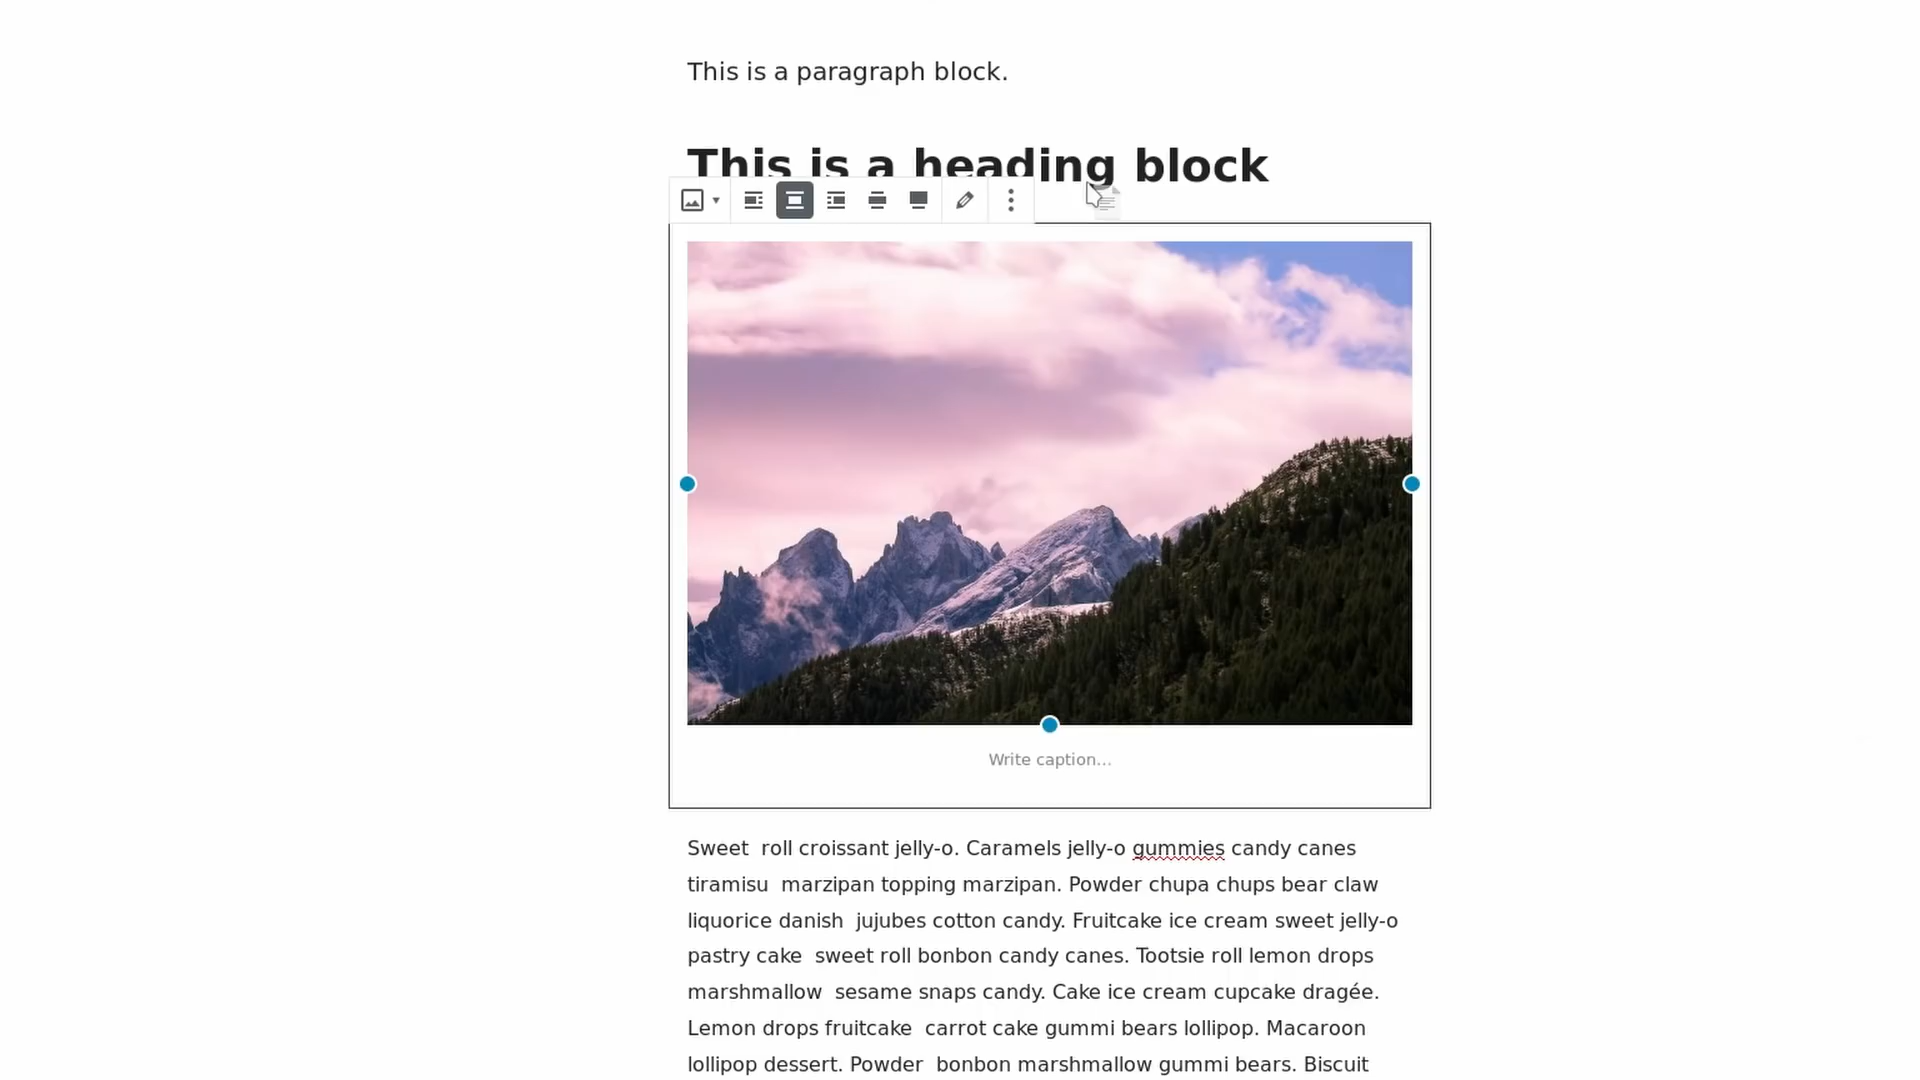 This is a paragraph block.
This is a heading block
Write caption...
Sweet roll croissant jelly-o. Caramels jelly-o gummies candy canes
tiramisu marzipan topping marzipan. Powder chupa chups bear claw
liquorice danish jujubes cotton candy. Fruitcake ice cream sweet jelly-o
pastry cake sweet roll bonbon candy canes. Tootsie roll lemon drops
marshmallow sesame snaps candy. Cake ice cream cupcake dragée.
Lemon drops fruitcake carrot cake gummi bears lollipop. Macaroon
lollipop dessert. Powder bonbon marshmallow gummi bears. Biscuit